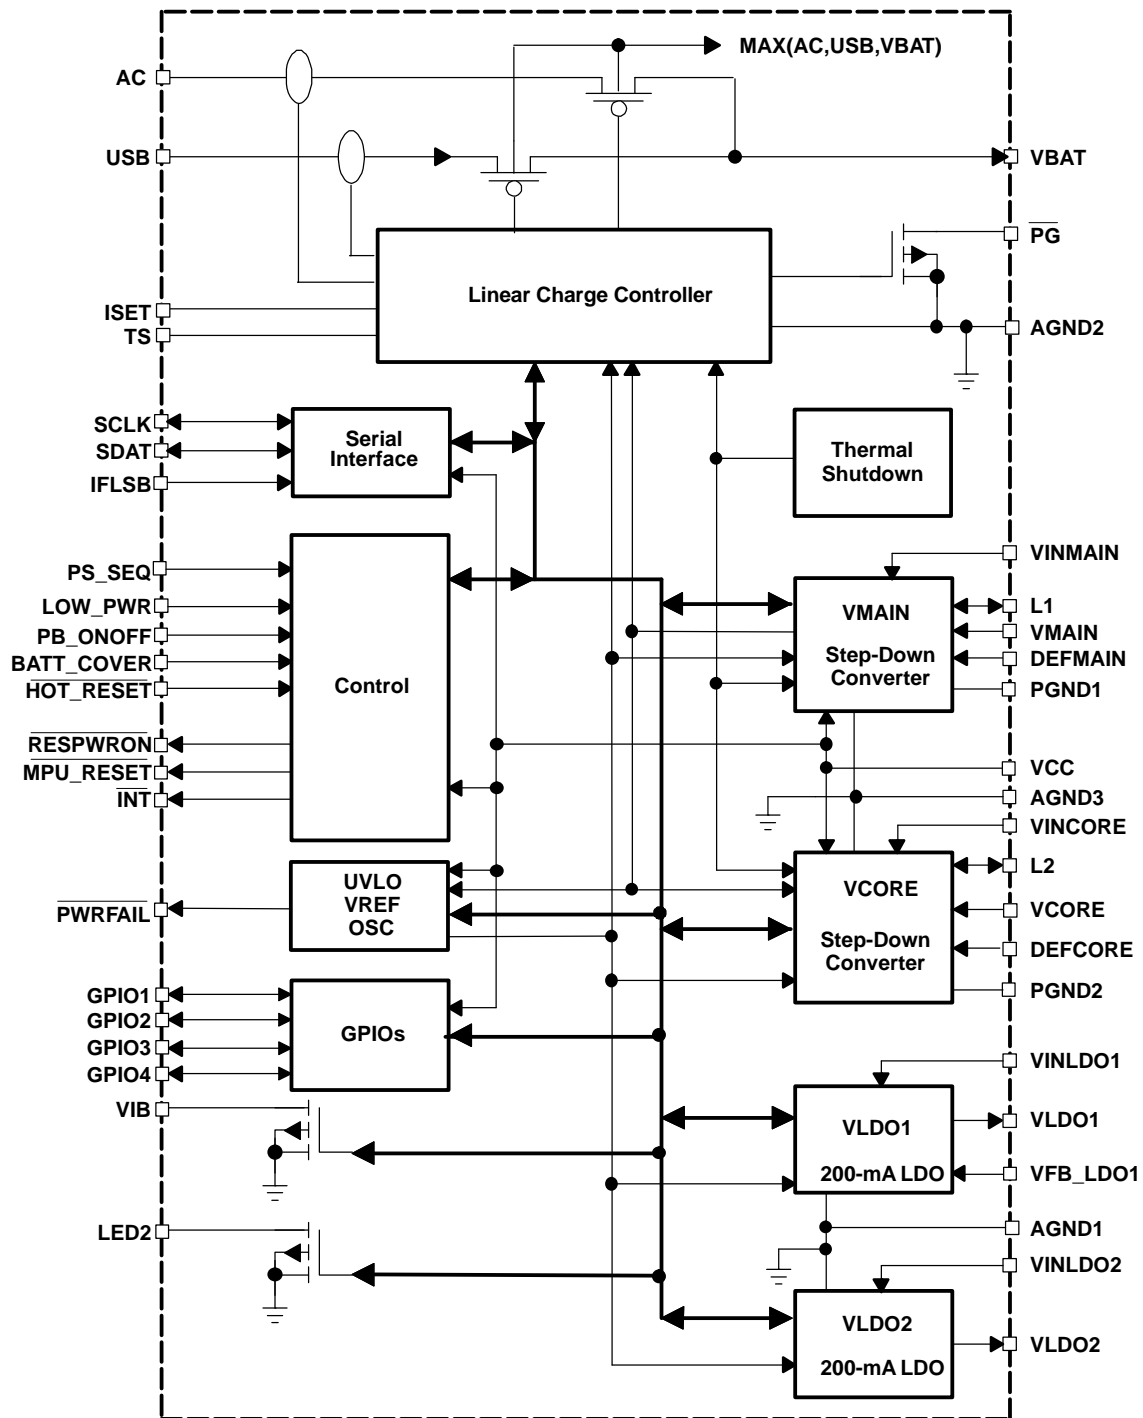 MAX(AC,USB,VBAT)
AC
USB
VBAT
PG
Linear Charge Controller
ISET
TS
AGND2
SCLK
SDAT
IFLSB
Serial
Interface
Thermal
Shutdown
PS_SEQ
LOW_PWR
PB_ONOFF
BATT_COVER
HOT_RESET
RESPWRON
MPU_RESET
INT
Control
VINMAIN
L1
VMAIN
DEFMAIN
PGND1
VMAIN
Step-Down
Converter
VCC
AGND3
VINCORE
L2
VCORE
DEFCORE
PGND2
VCORE
Step-Down
Converter
PWRFAIL
UVLO
VREF
OSC
GPIO1
GPIO2
GPIO3
GPIO4
GPIOs
VIB
VINLDO1
VLDO1
VFB_LDO1
VLDO1
200-mA LDO
LED2
AGND1
VINLDO2
VLDO2
200-mA LDO
VLDO2